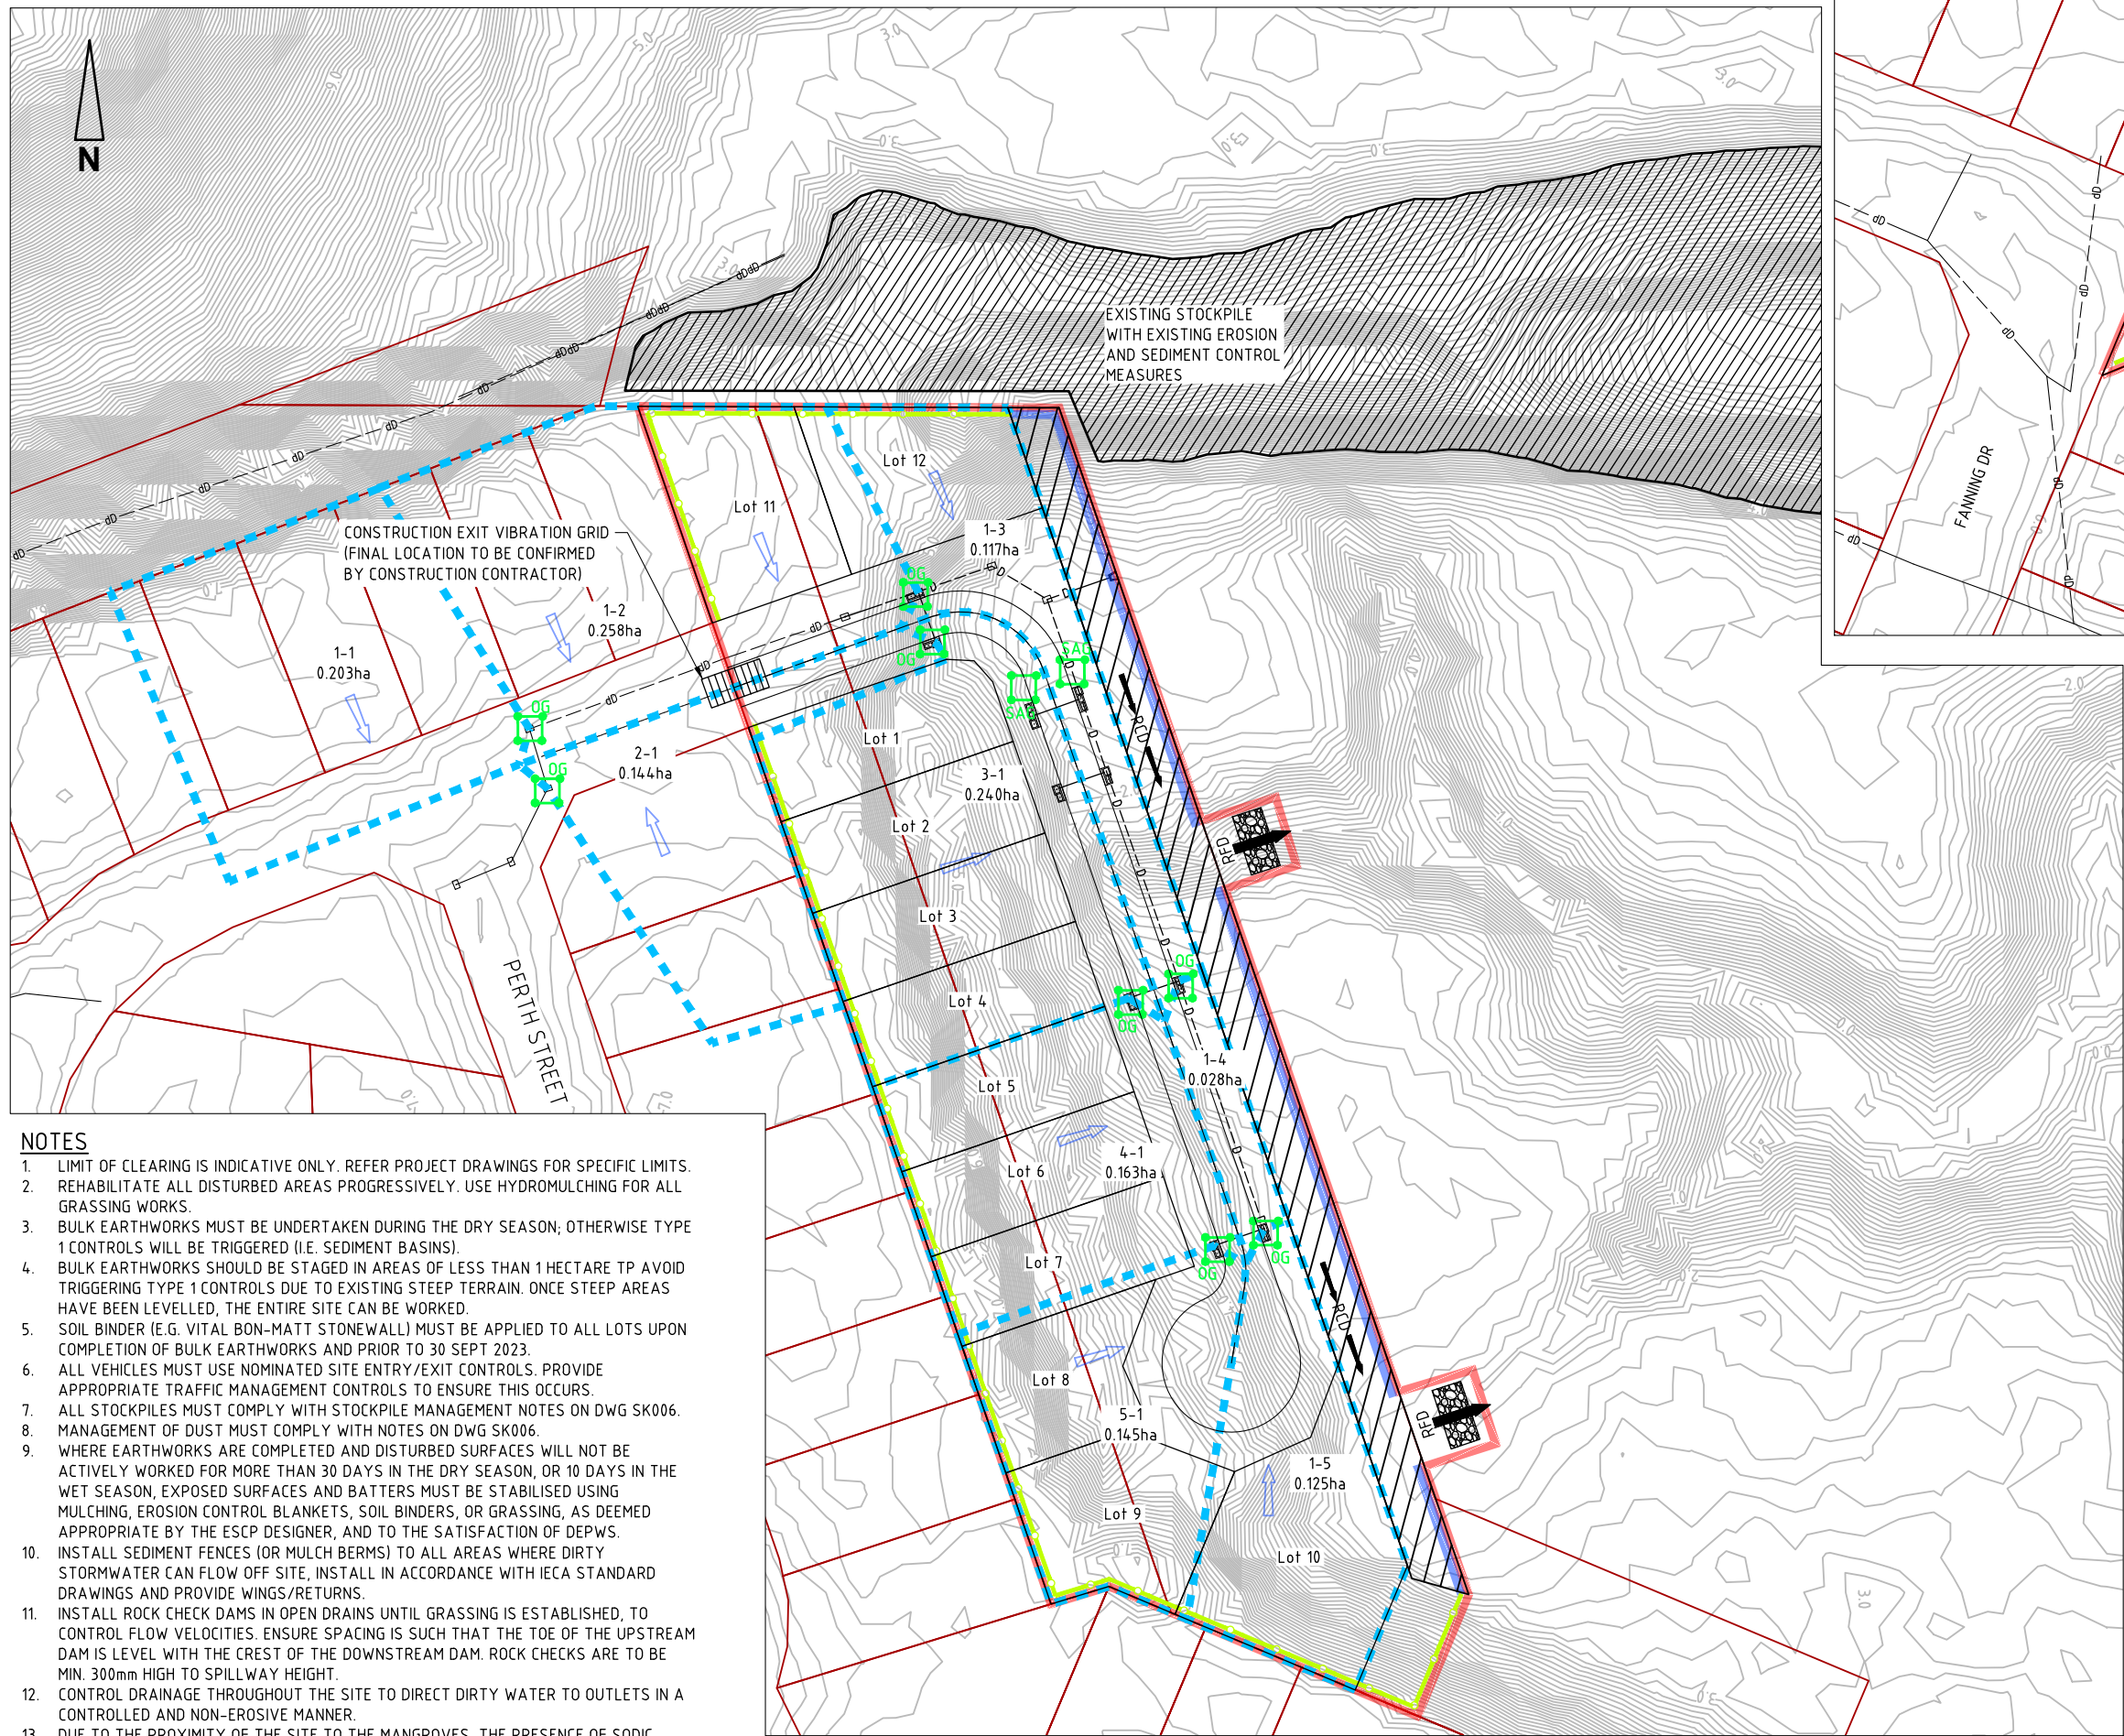 N
EXISTING STOCKPILE
WITH EXISTING EROSION
AND SEDIMENT CONTROL
MEASURES
CONSTRUCTION EXIT VIBRATION GRID
(FINAL LOCATION TO BE CONFIRMED
BY CONSTRUCTION CONTRACTOR)
1-1
0.203ha
1-2
0.258ha
2-1
0.144ha
Lot 11
Lot 12
1-3
0.117ha
OG
OG
OG
OG
SAG
SAG
Lot 1
3-1
0.240ha
Lot 2
Lot 3
Lot 4
Lot 5
OG
OG
1-4
0.028ha
4-1
0.163ha
Lot 6
Lot 7
OG
OG
Lot 8
5-1
0.145ha
1-5
0.125ha
Lot 9
Lot 10
RCD
RFD
RCD
RFD
PERTH STREET
FANNING DR
NOTES
1. LIMIT OF CLEARING IS INDICATIVE ONLY. REFER PROJECT DRAWINGS FOR SPECIFIC LIMITS.
2. REHABILITATE ALL DISTURBED AREAS PROGRESSIVELY. USE HYDROMULCHING FOR ALL
GRASSING WORKS.
3. BULK EARTHWORKS MUST BE UNDERTAKEN DURING THE DRY SEASON; OTHERWISE TYPE
1 CONTROLS WILL BE TRIGGERED (I.E. SEDIMENT BASINS).
4. BULK EARTHWORKS SHOULD BE STAGED IN AREAS OF LESS THAN 1 HECTARE TP AVOID
TRIGGERING TYPE 1 CONTROLS DUE TO EXISTING STEEP TERRAIN. ONCE STEEP AREAS
HAVE BEEN LEVELLED, THE ENTIRE SITE CAN BE WORKED.
5. SOIL BINDER (E.G. VITAL BON-MATT STONEWALL) MUST BE APPLIED TO ALL LOTS UPON
COMPLETION OF BULK EARTHWORKS AND PRIOR TO 30 SEPT 2023.
6. ALL VEHICLES MUST USE NOMINATED SITE ENTRY/EXIT CONTROLS. PROVIDE
APPROPRIATE TRAFFIC MANAGEMENT CONTROLS TO ENSURE THIS OCCURS.
7. ALL STOCKPILES MUST COMPLY WITH STOCKPILE MANAGEMENT NOTES ON DWG SK006.
8. MANAGEMENT OF DUST MUST COMPLY WITH NOTES ON DWG SK006.
9. WHERE EARTHWORKS ARE COMPLETED AND DISTURBED SURFACES WILL NOT BE
ACTIVELY WORKED FOR MORE THAN 30 DAYS IN THE DRY SEASON, OR 10 DAYS IN THE
WET SEASON, EXPOSED SURFACES AND BATTERS MUST BE STABILISED USING
MULCHING, EROSION CONTROL BLANKETS, SOIL BINDERS, OR GRASSING, AS DEEMED
APPROPRIATE BY THE ESCP DESIGNER, AND TO THE SATISFACTION OF DEPWS.
10. INSTALL SEDIMENT FENCES (OR MULCH BERMS) TO ALL AREAS WHERE DIRTY
STORMWATER CAN FLOW OFF SITE, INSTALL IN ACCORDANCE WITH IECA STANDARD
DRAWINGS AND PROVIDE WINGS/RETURNS.
11. INSTALL ROCK CHECK DAMS IN OPEN DRAINS UNTIL GRASSING IS ESTABLISHED, TO
CONTROL FLOW VELOCITIES. ENSURE SPACING IS SUCH THAT THE TOE OF THE UPSTREAM
DAM IS LEVEL WITH THE CREST OF THE DOWNSTREAM DAM. ROCK CHECKS ARE TO BE
MIN. 300mm HIGH TO SPILLWAY HEIGHT.
12. CONTROL DRAINAGE THROUGHOUT THE SITE TO DIRECT DIRTY WATER TO OUTLETS IN A
CONTROLLED AND NON-EROSIVE MANNER.
13. DUE TO THE PROXIMITY OF THE SITE TO THE MANGROVES, THE PRESENCE OF SODIC